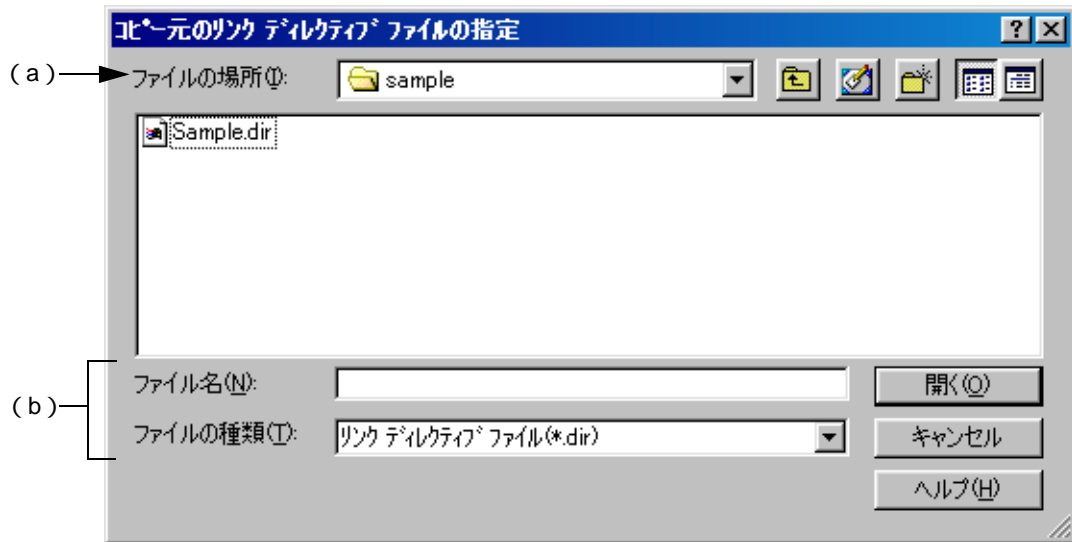 ｺﾋﾟｰ元のﾘﾝｸ ﾃﾞｨﾚｸﾃｨﾌﾞ ﾌｧｲﾙの指定
(a)
ファイルの場所(I):
sample
Sample.dir
(b)
ファイル名(N):
開く(O)
ファイルの種類(T):
ﾘﾝｸ ﾃﾞｨﾚｸﾃｨﾌﾞ ﾌｧｲﾙ(*.dir)
キャンセル
ヘルプ(H)